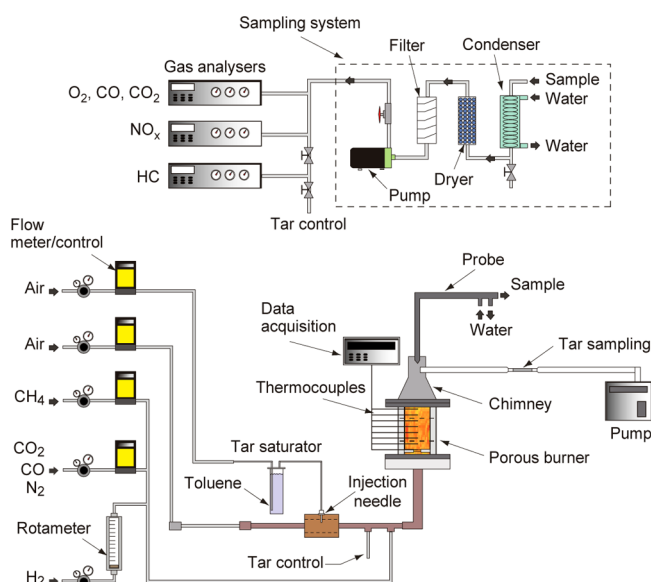 Sampling system
Gas analysers
Filter
Condenser
O2, CO, CO2
Sample
Water
NOx
Water
HC
Pump
Dryer
Tar control
Flow
meter/control
Probe
Air
Sample
Data
acquisition
Water
Air
Tar sampling
Thermocouples
CH4
Chimney
Pump
CO2
CO
N2
Tar saturator
Porous burner
Toluene
Injection
needle
Rotameter
Tar control
H2